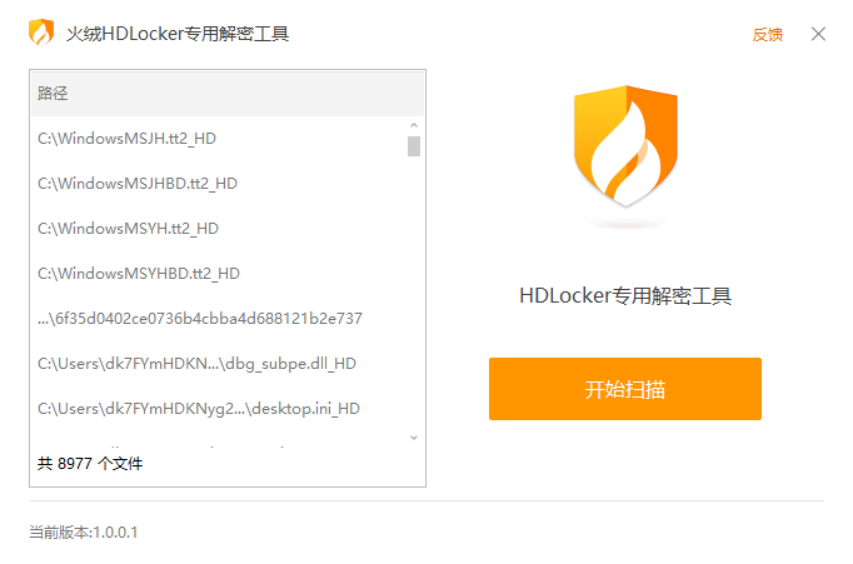 火绒HDLocker专用解密工具
反馈
路径
C:\WindowsMSJH.tt2_HD
C:\WindowsMSJHBD.tt2_HD
C:\WindowsMSYH.tt2_HD
C:\WindowsMSYHBD.tt2_HD
...\6f35d0402ce0736b4cbba4d688121b2e737
C:\Users\dk7FYmHDKN...\dbg_subpe.dll_HD
C:\Users\dk7FYmHDKNyg2...\desktop.ini_HD
共 8977 个文件
HDLocker专用解密工具
开始扫描
当前版本:1.0.0.1